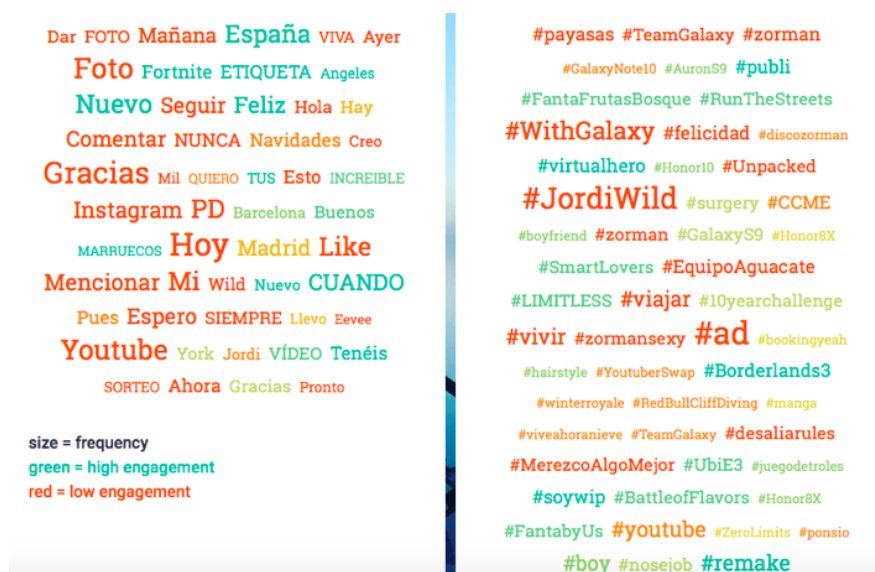 Dar FOTO Mañana España VIVA Ayer
Foto Fortnite ETIQUETA Angeles
Nuevo Seguir Feliz Hola Hay
Comentar NUNCA Navidades Creo
Gracias Mil QUIERO TUS Esto INCREIBLE
Instagram PD Barcelona Buenos
MARRUECOS Hoy Madrid Like
Mencionar Mi Wild Nuevo CUANDO
Pues Espero SIEMPRE Llevo Eevee
Youtube York Jordi VÍDEO Tenéis
SORTEO Ahora Gracias Pronto
size = frequency
green = high engagement
red = low engagement
#payasas #TeamGalaxy #zorman
#GalaxyNote10 #AuronS9 #publi
#FantaFrutasBosque #RunTheStreets
#WithGalaxy #felicidad #discozorman
#virtualhero #Honor10 #Unpacked
#JordiWild #surgery #CCME
#boyfriend #zorman #GalaxyS9 #Honor8X
#SmartLovers #EquipoAguacate
#LIMITLESS #viajar #10yearchallenge
#vivir #zormansexy #ad #bookingyeah
#hairstyle #YoutuberSwap #Borderlands3
#winterroyale #RedBullCliffDiving #manga
#viveahoranieve #TeamGalaxy #desaliarules
#MerezcoAlgoMejor #UbiE3 #juegodetroles
#soywip #BattleofFlavors #Honor8X
#FantabyUs #youtube #ZeroLimits #ponsio
#boy #nosejob #remake